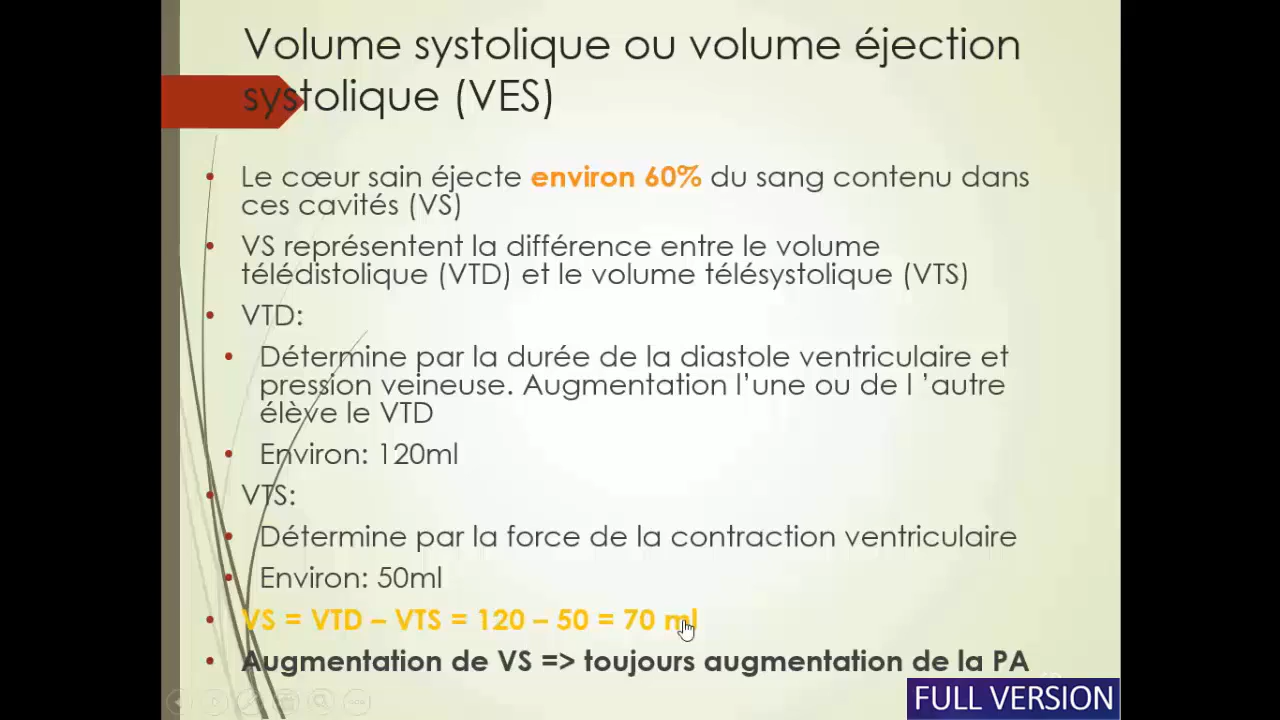 Volume systolique ou volume éjection
systolique (VES)
• Le cœur sain éjecte environ 60% du sang contenu dans
ces cavités (VS)
• VS représentent la différence entre le volume
télédistolique (VTD) et le volume télésystolique (VTS)
• VTD:
• Détermine par la durée de la diastole ventriculaire et
pression veineuse. Augmentation l’une ou de l ’autre
élève le VTD
• Environ: 120ml
• VTS:
• Détermine par la force de la contraction ventriculaire
• Environ: 50ml
• VS = VTD – VTS = 120 – 50 = 70 ml
• Augmentation de VS => toujours augmentation de la PA
FULL VERSION